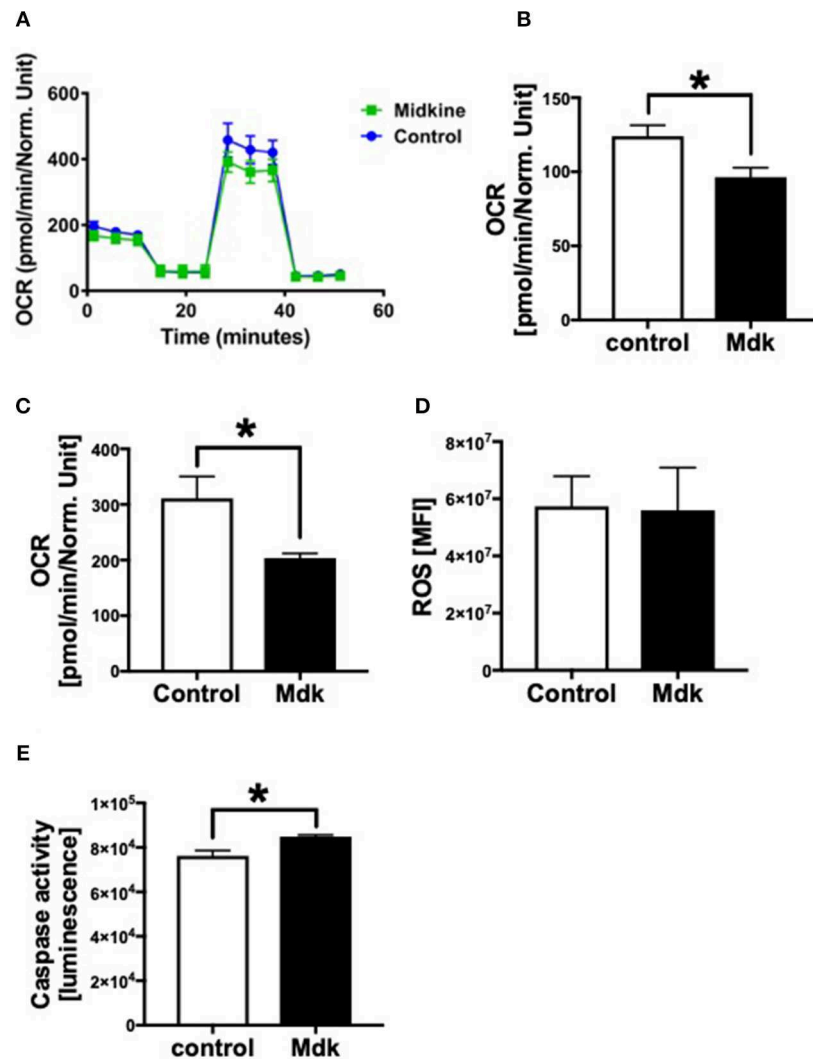 A
OCR (pmol/min/Norm. Unit)
600
400
200
0
0 20 40 60
Time (minutes)
Midkine
Control
B
*
OCR
[pmol/min/Norm. Unit]
150
100
50
0
control Mdk
C
*
OCR
[pmol/min/Norm. Unit]
400
300
200
100
0
Control Mdk
D
ROS [MFI]
8×10⁷
6×10⁷
4×10⁷
2×10⁷
0
Control Mdk
E
*
Caspase activity
[luminescence]
1×10⁵
8×10⁴
6×10⁴
4×10⁴
2×10⁴
0
control Mdk